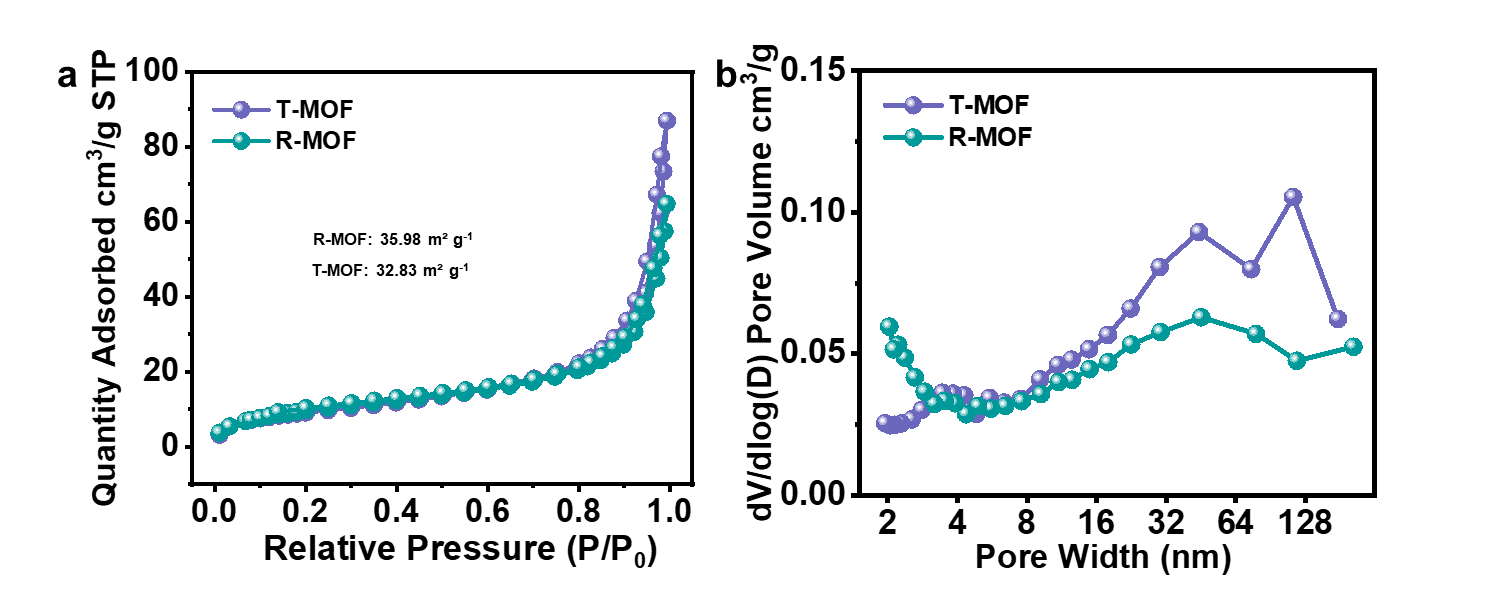 a
Quantity Adsorbed cm³/g STP
100
80
60
40
20
0
T-MOF
R-MOF
R-MOF: 35.98 m² g⁻¹
T-MOF: 32.83 m² g⁻¹
0.0 0.2 0.4 0.6 0.8 1.0
Relative Pressure (P/P₀)
b
dV/dlog(D) Pore Volume cm³/g
0.15
0.10
0.05
0.00
T-MOF
R-MOF
2 4 8 16 32 64 128
Pore Width (nm)